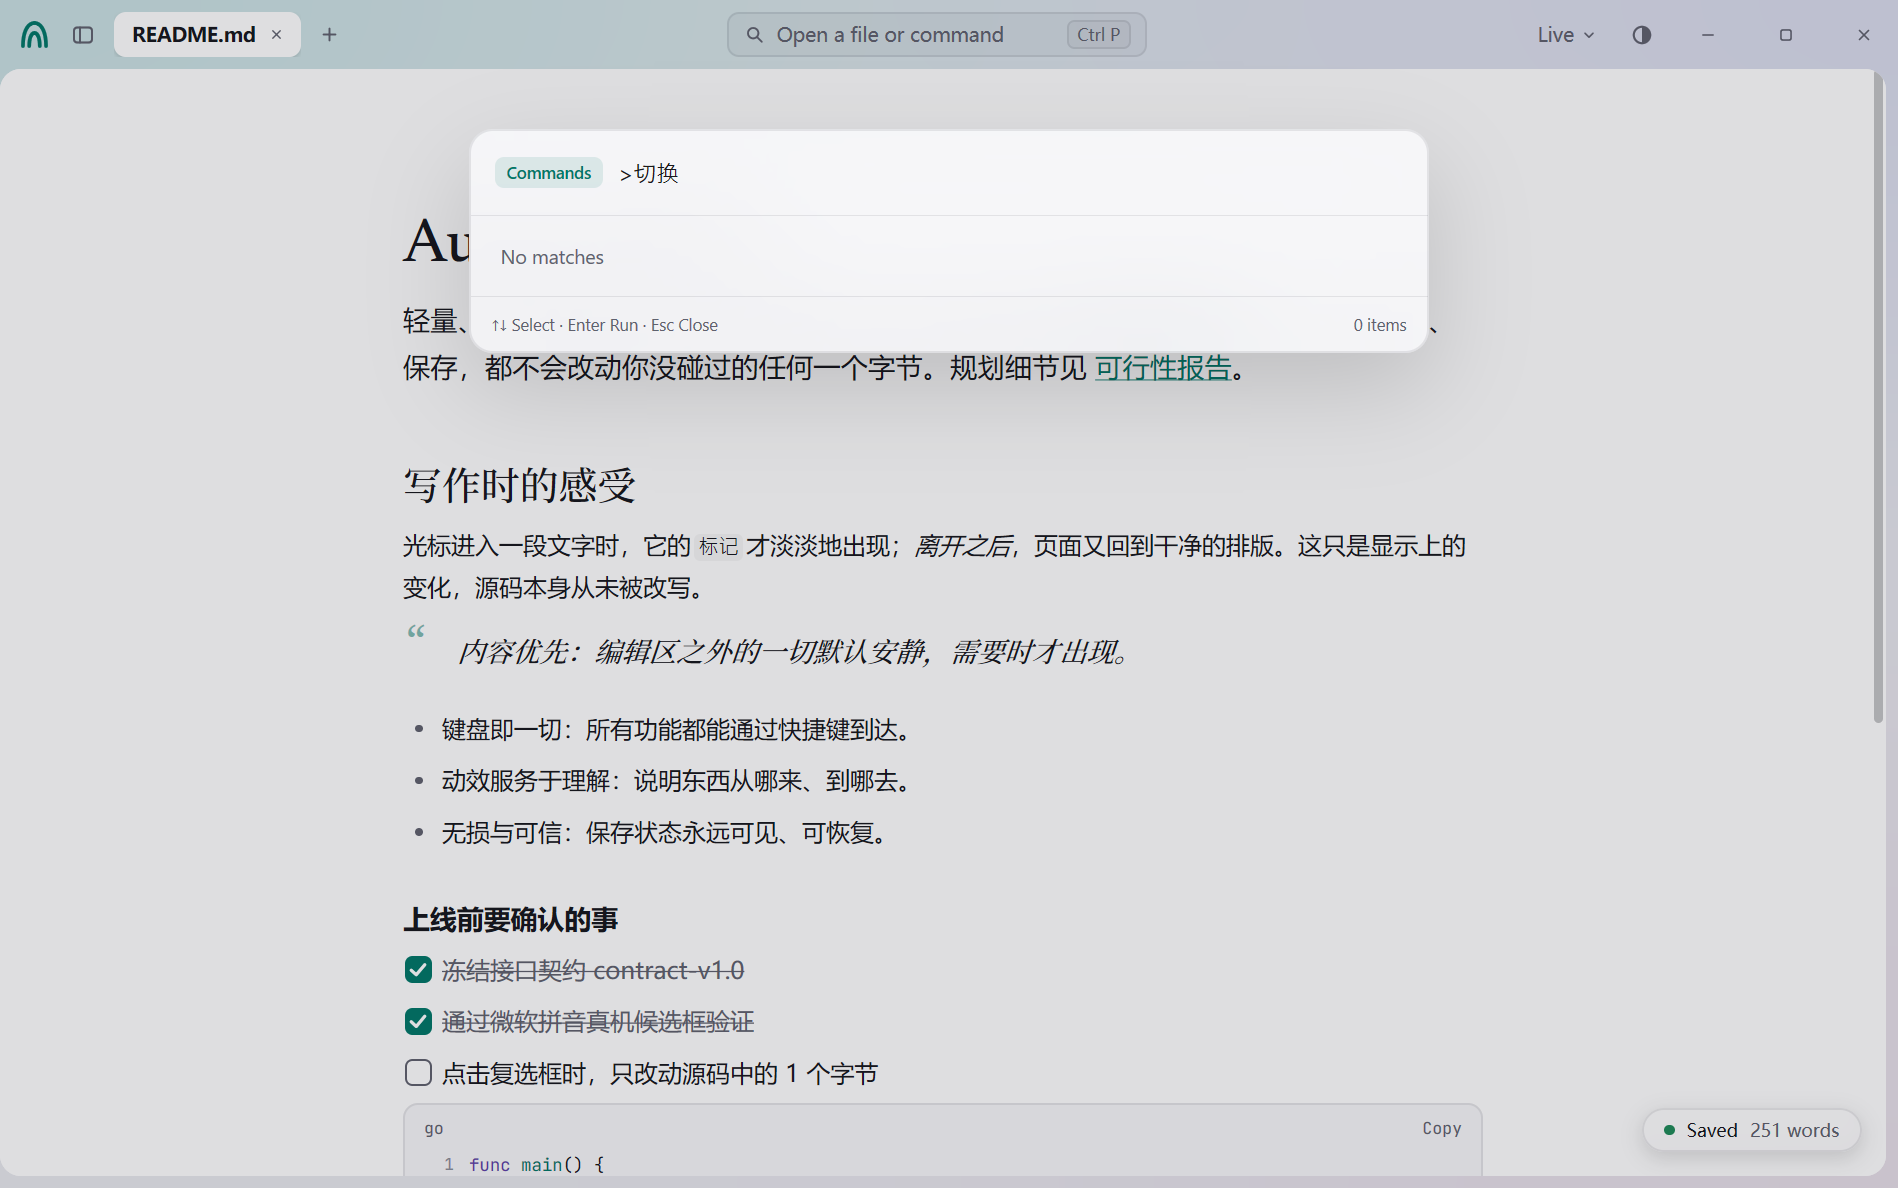 README.md
Open a file or command
Ctrl P
Live
Commands
>切换
No matches
↑↓ Select · Enter Run · Esc Close
0 items
Au
轻量、
、
保存，都不会改动你没碰过的任何一个字节。规划细节见 可行性报告。
写作时的感受
光标进入一段文字时，它的 标记 才淡淡地出现；离开之后，页面又回到干净的排版。这只是显示上的
变化，源码本身从未被改写。
“ 内容优先：编辑区之外的一切默认安静，需要时才出现。
• 键盘即一切：所有功能都能通过快捷键到达。
• 动效服务于理解：说明东西从哪来、到哪去。
• 无损与可信：保存状态永远可见、可恢复。
上线前要确认的事
冻结接口契约 contract-v1.0
通过微软拼音真机候选框验证
点击复选框时，只改动源码中的 1 个字节
go
Copy
1 func main() {
Saved 251 words